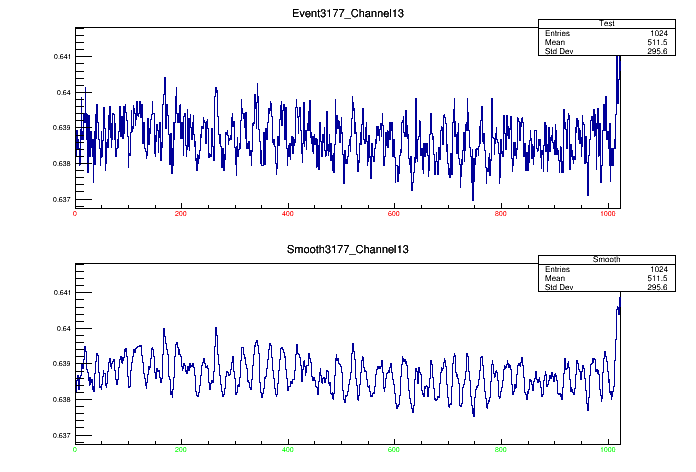 Event3177_Channel13
Test
Entries 1024
Mean 511.5
Std Dev 295.6
0.641
0.64
0.639
0.638
0.637
0 200 400 600 800 1000
Smooth3177_Channel13
Smooth
Entries 1024
Mean 511.5
Std Dev 295.6
0.641
0.64
0.639
0.638
0.637
0 200 400 600 800 1000